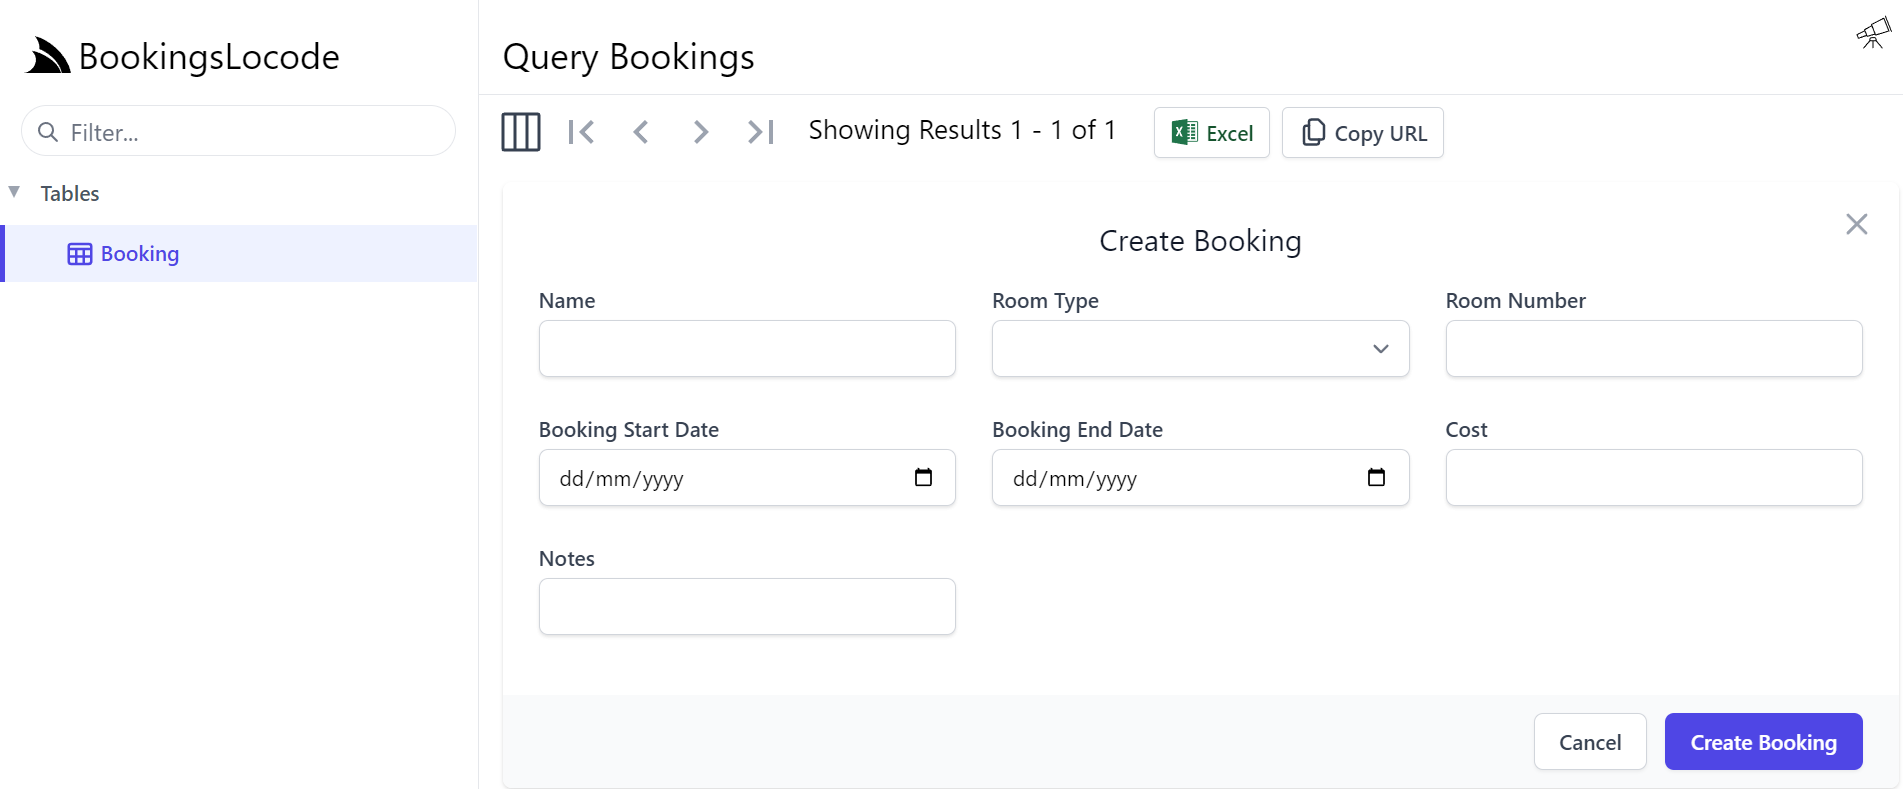 BookingsLocode
Filter...
Tables
Booking
Query Bookings
Showing Results 1 - 1 of 1
Excel
Copy URL
Create Booking
Name
Room Type
Room Number
Booking Start Date
Booking End Date
Cost
dd/mm/yyyy
dd/mm/yyyy
Notes
Cancel
Create Booking